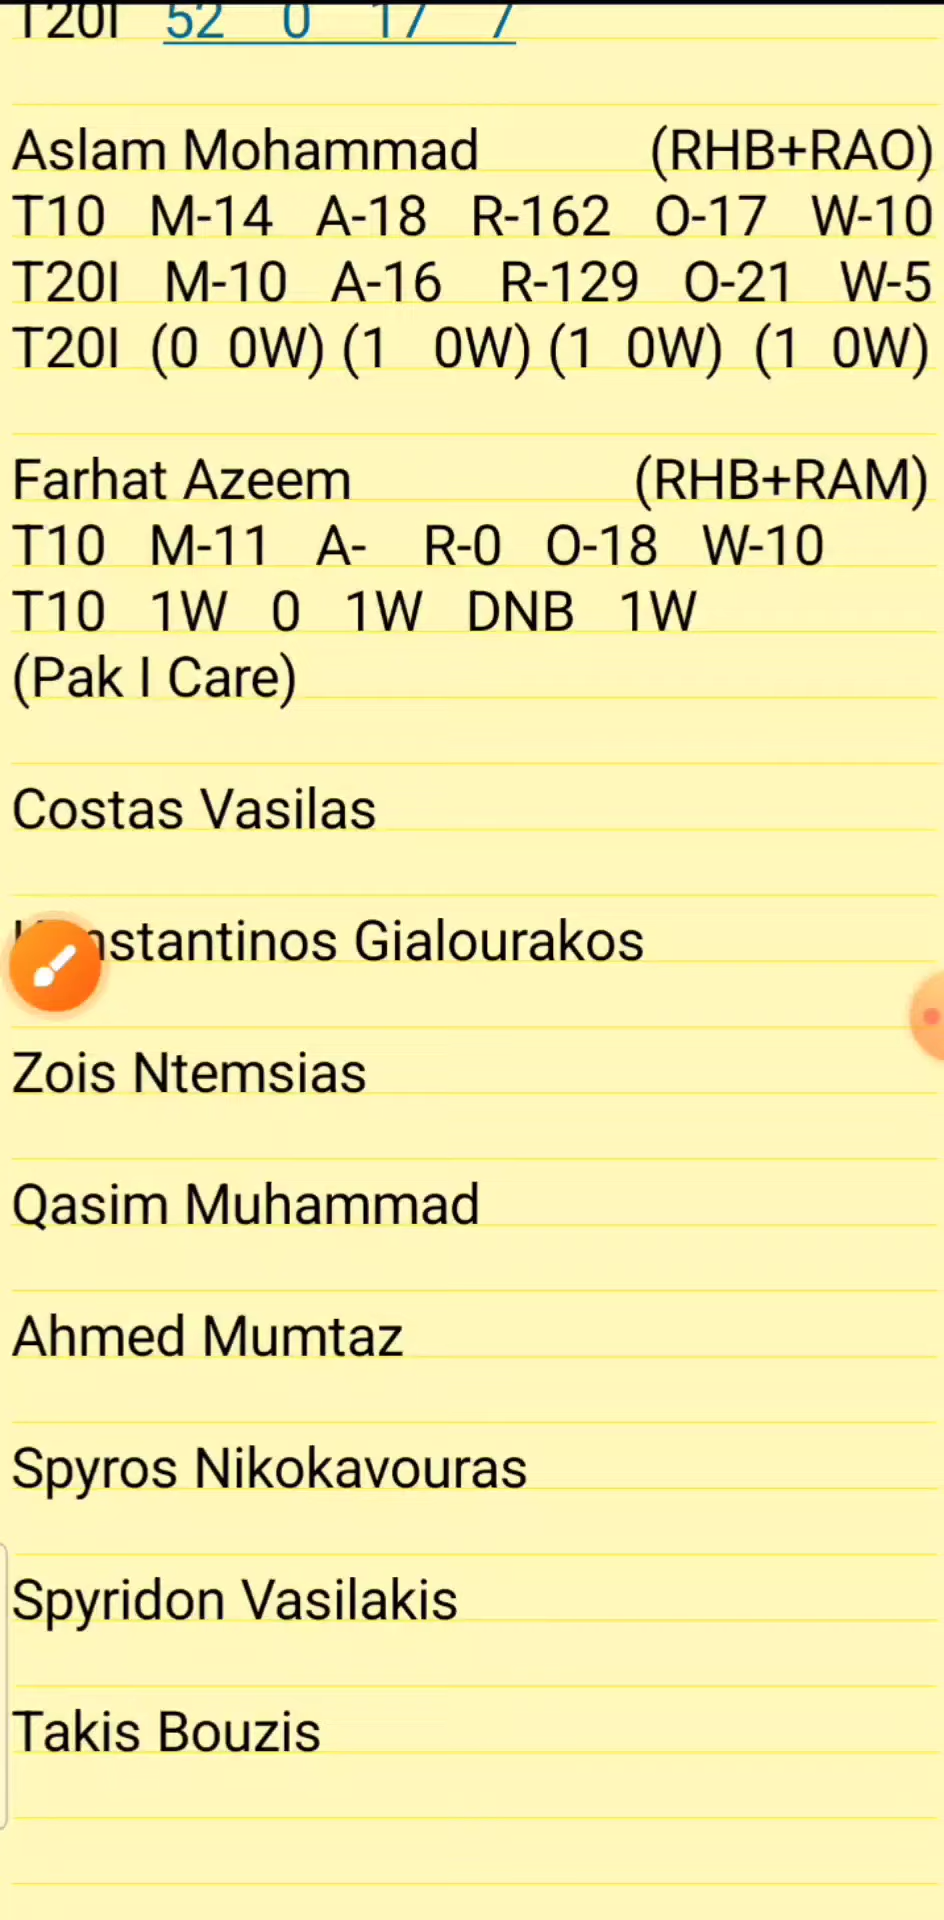 T20I 52 0 17 7
Aslam Mohammad (RHB+RAO)
T10 M-14 A-18 R-162 O-17 W-10
T20I M-10 A-16 R-129 O-21 W-5
T20I (0 0W) (1 0W) (1 0W) (1 0W)
Farhat Azeem (RHB+RAM)
T10 M-11 A- R-0 O-18 W-10
T10 1W 0 1W DNB 1W
(Pak I Care)
Costas Vasilas
Gialourakos
Zois Ntemsias
Qasim Muhammad
Ahmed Mumtaz
Spyros Nikokavouras
Spyridon Vasilakis
Takis Bouzis